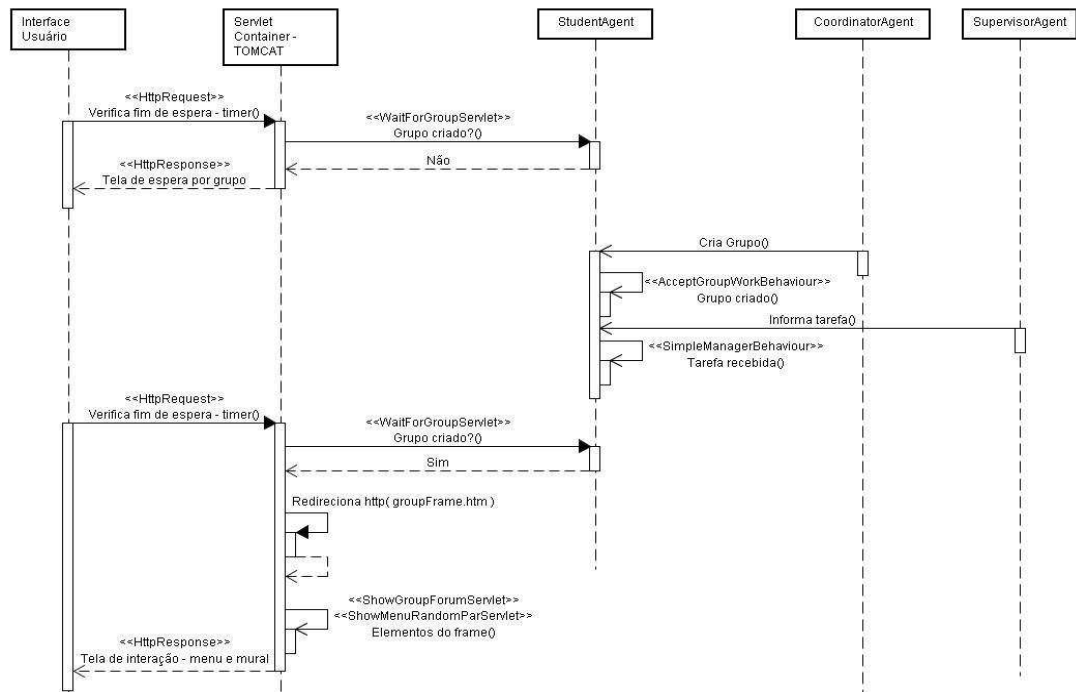 Interface
Usuário
Servlet
Container -
TOMCAT
StudentAgent
CoordinatorAgent
SupervisorAgent
<<HttpRequest>>
Verifica fim de espera - timer()
<<WaitForGroupServlet>>
Grupo criado?()
Não
<<HttpResponse>>
Tela de espera por grupo
Cria Grupo()
<<AcceptGroupWorkBehaviour>>
Grupo criado()
Informa tarefa()
<<SimpleManagerBehaviour>>
Tarefa recebida()
<<HttpRequest>>
Verifica fim de espera - timer()
<<WaitForGroupServlet>>
Grupo criado?()
Sim
Redireciona http( groupFrame.htm )
<<ShowGroupForumServlet>>
<<ShowMenuRandomParServlet>>
Elementos do frame()
<<HttpResponse>>
Tela de interação - menu e mural